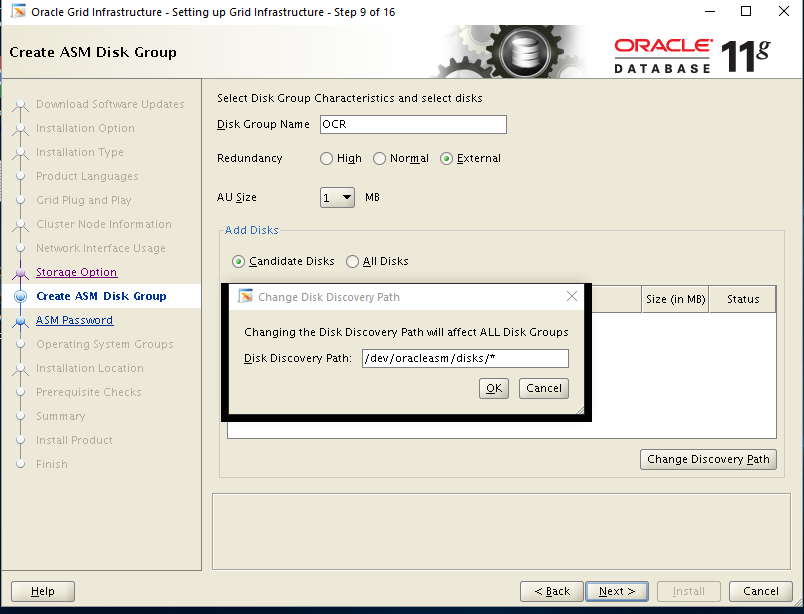 Oracle Grid Infrastructure - Setting up Grid Infrastructure - Step 9 of 16
Create ASM Disk Group
ORACLE
DATABASE 11g
Download Software Updates
Installation Option
Installation Type
Product Languages
Grid Plug and Play
Cluster Node Information
Network Interface Usage
Storage Option
Create ASM Disk Group
ASM Password
Operating System Groups
Installation Location
Prerequisite Checks
Summary
Install Product
Finish
Select Disk Group Characteristics and select disks
Disk Group Name OCR
Redundancy High Normal External
AU Size 1 MB
Add Disks
Candidate Disks All Disks
Size (in MB) Status
Change Disk Discovery Path
Changing the Disk Discovery Path will affect ALL Disk Groups
Disk Discovery Path: /dev/oracleasm/disks/*
OK Cancel
Change Discovery Path
Help < Back Next > Install Cancel